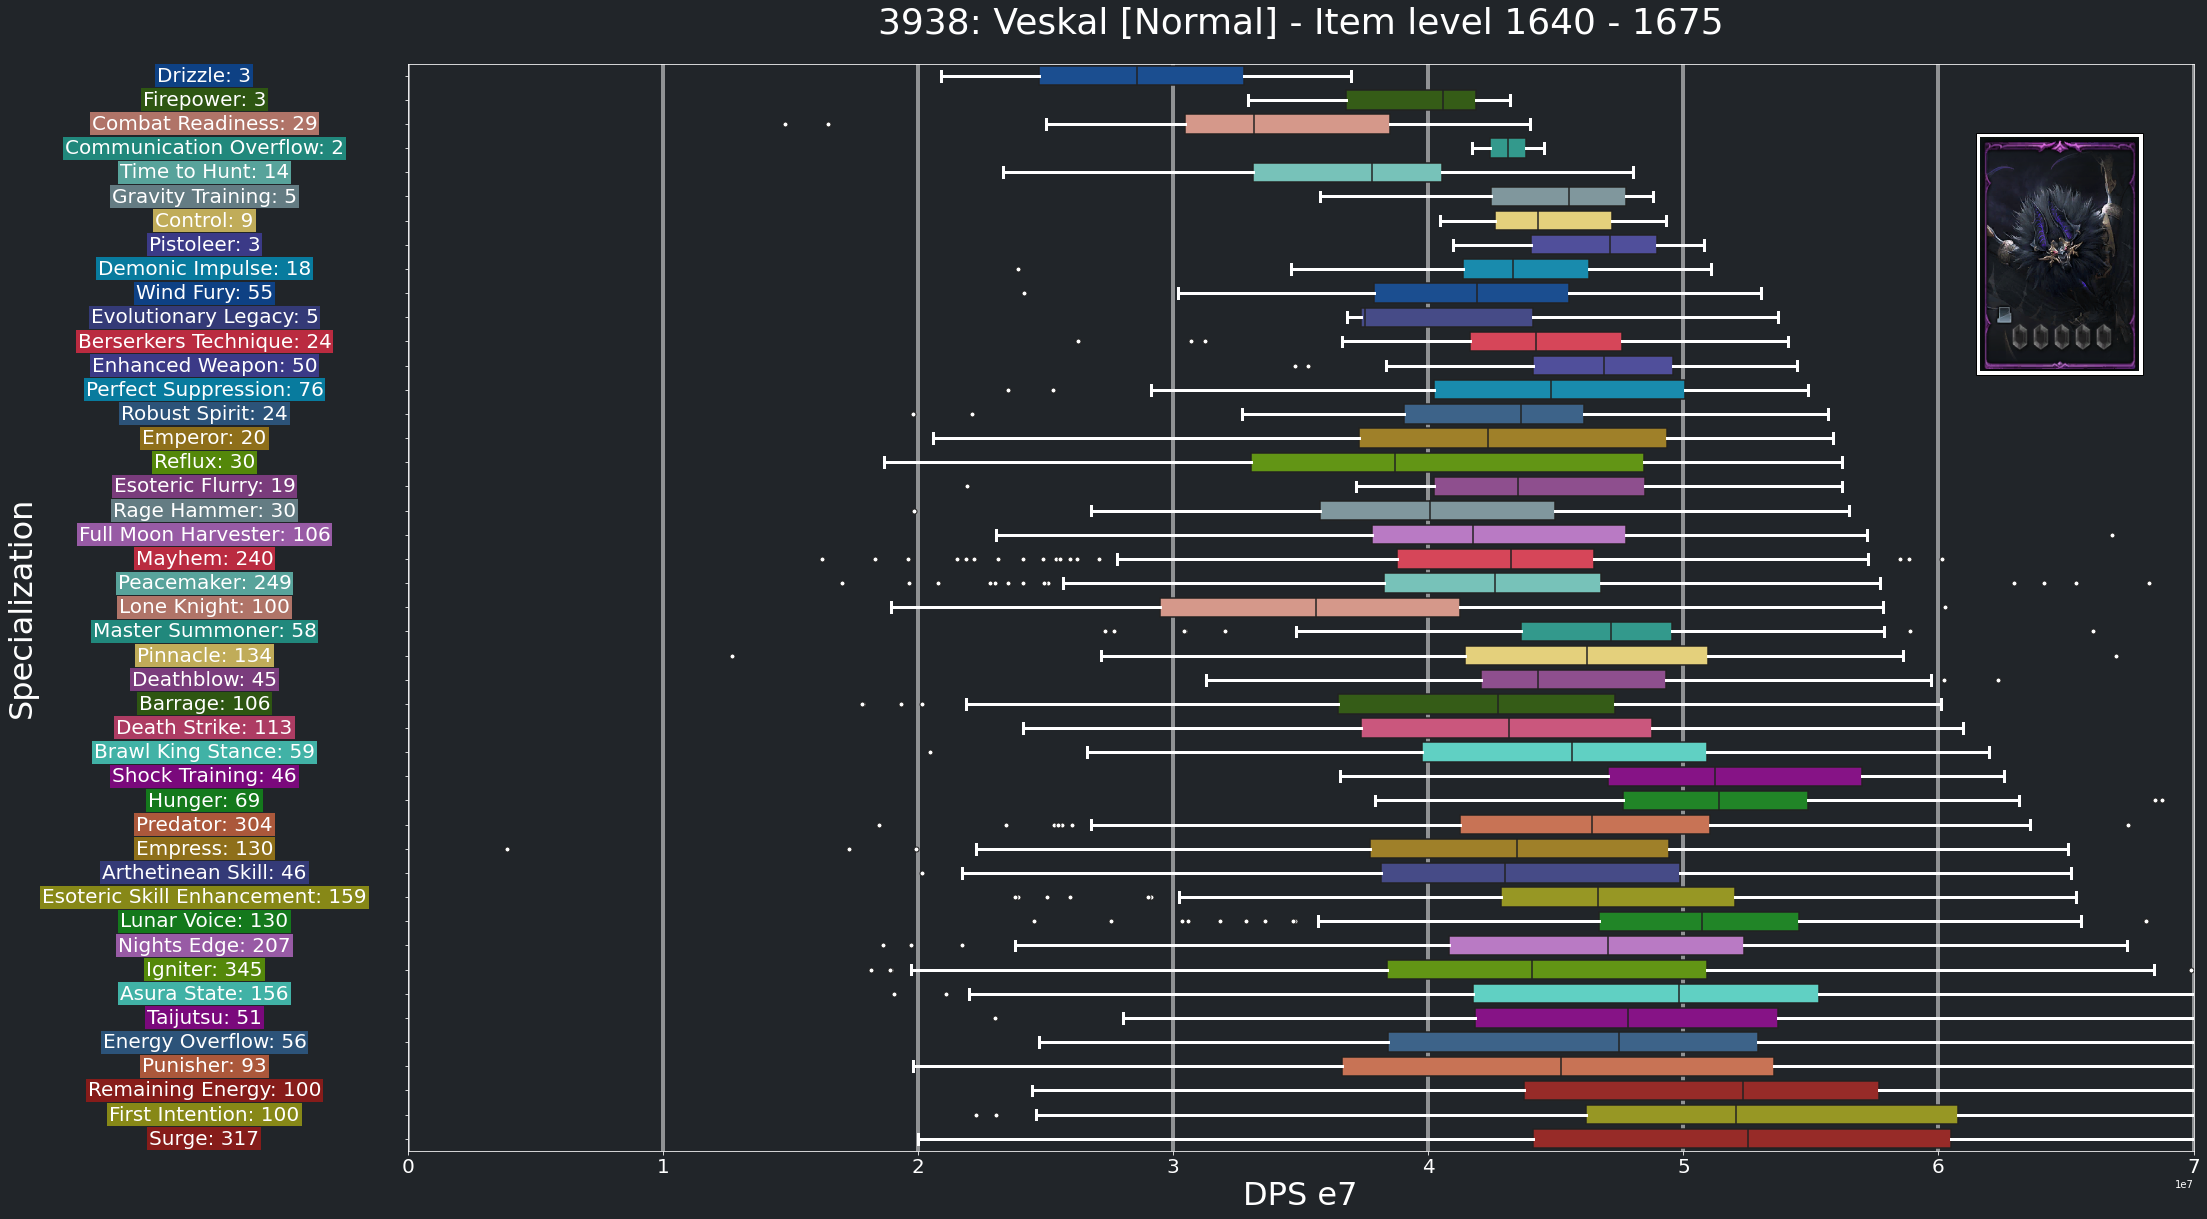 3938: Veskal [Normal] - Item level 1640 - 1675
Specialization
Drizzle: 3
Firepower: 3
Combat Readiness: 29
Communication Overflow: 2
Time to Hunt: 14
Gravity Training: 5
Control: 9
Pistoleer: 3
Demonic Impulse: 18
Wind Fury: 55
Evolutionary Legacy: 5
Berserkers Technique: 24
Enhanced Weapon: 50
Perfect Suppression: 76
Robust Spirit: 24
Emperor: 20
Reflux: 30
Esoteric Flurry: 19
Rage Hammer: 30
Full Moon Harvester: 106
Mayhem: 240
Peacemaker: 249
Lone Knight: 100
Master Summoner: 58
Pinnacle: 134
Deathblow: 45
Barrage: 106
Death Strike: 113
Brawl King Stance: 59
Shock Training: 46
Hunger: 69
Predator: 304
Empress: 130
Arthetinean Skill: 46
Esoteric Skill Enhancement: 159
Lunar Voice: 130
Nights Edge: 207
Igniter: 345
Asura State: 156
Taijutsu: 51
Energy Overflow: 56
Punisher: 93
Remaining Energy: 100
First Intention: 100
Surge: 317
0 1 2 3 4 5 6 7
1e7
DPS e7